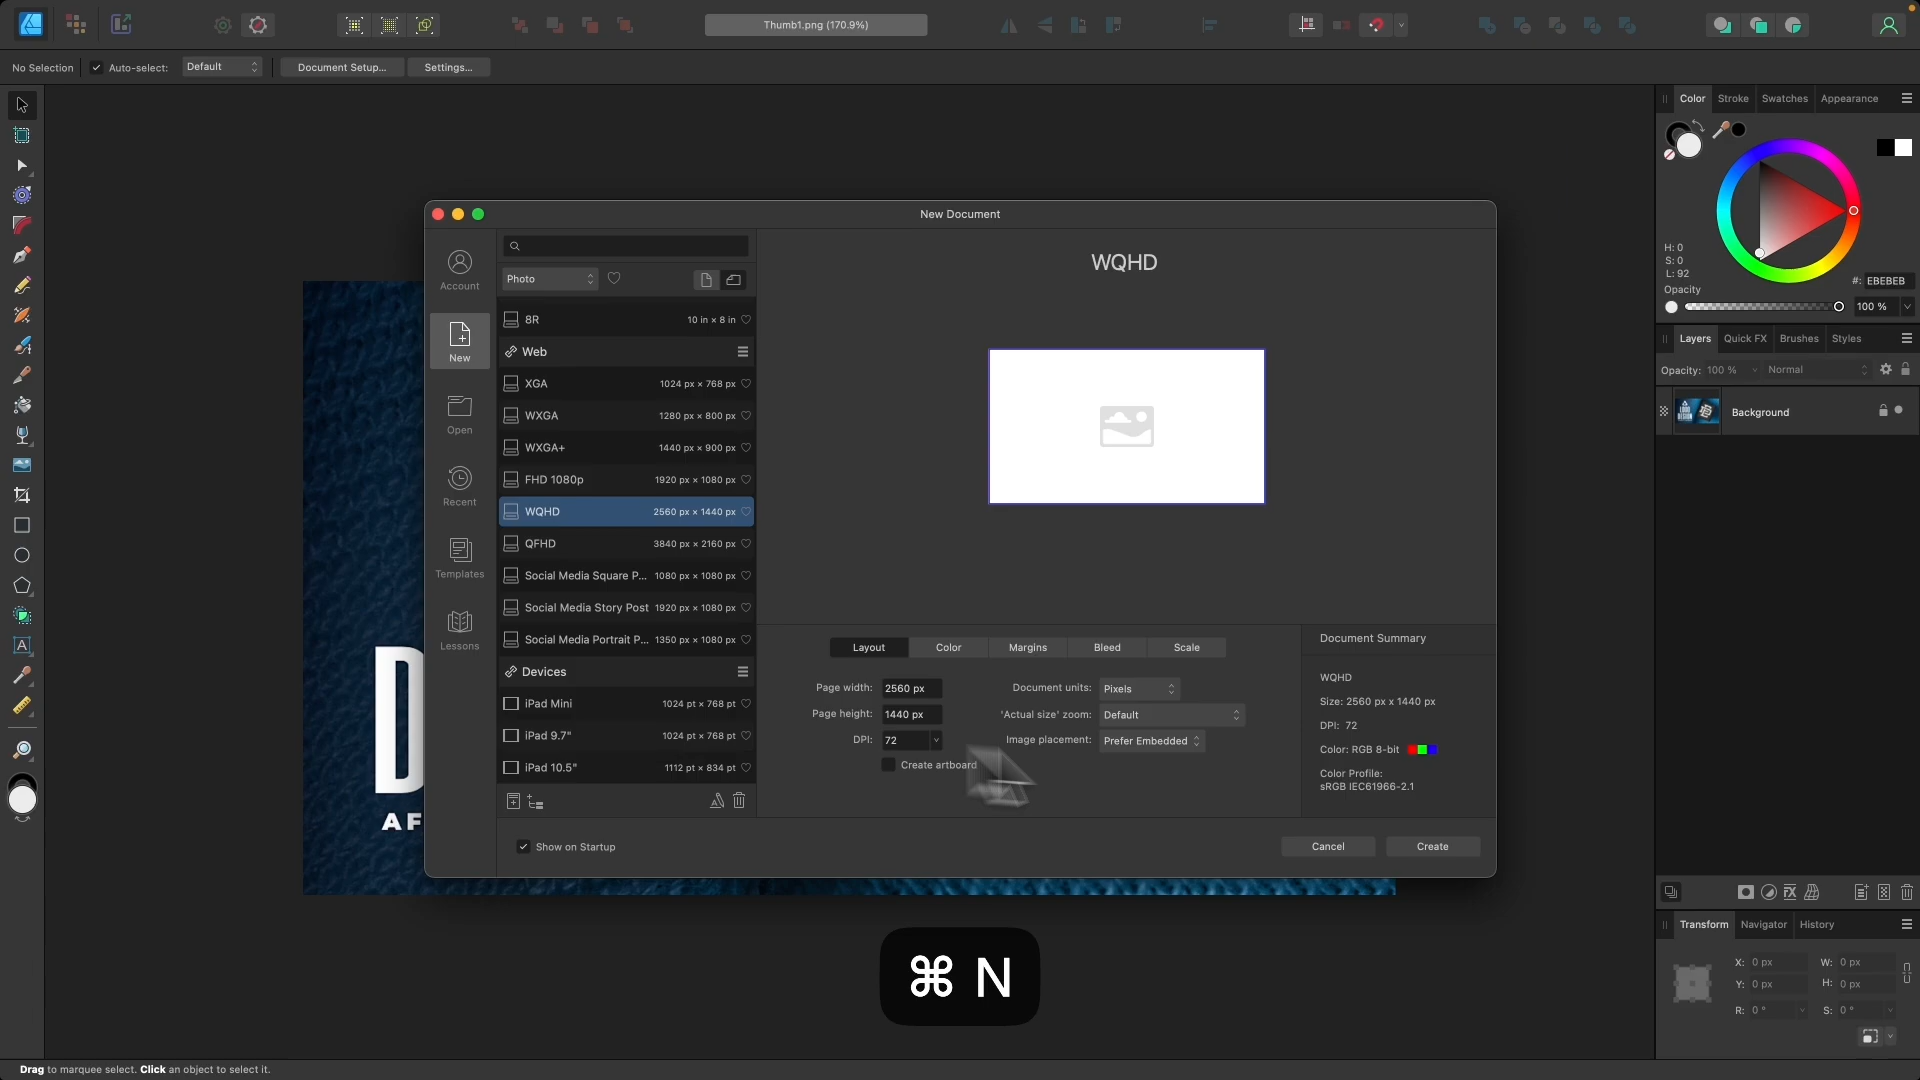 Thumb1.png (170.9%)
No Selection
Auto-select:
Default
Document Setup...
Settings...
New Document
Account
New
Open
Recent
Templates
Lessons
Photo
8R 10 in × 8 in
Web
XGA 1024 px × 768 px
WXGA 1280 px × 800 px
WXGA+ 1440 px × 900 px
FHD 1080p 1920 px × 1080 px
WQHD 2560 px × 1440 px
QFHD 3840 px × 2160 px
Social Media Square P... 1080 px × 1080 px
Social Media Story Post 1920 px × 1080 px
Social Media Portrait P... 1350 px × 1080 px
Devices
iPad Mini 1024 pt × 768 pt
iPad 9.7" 1024 pt × 768 pt
iPad 10.5" 1112 pt × 834 pt
Show on Startup
WQHD
Layout Color Margins Bleed Scale
Page width: 2560 px
Page height: 1440 px
DPI: 72
Create artboard
Document units: Pixels
'Actual size' zoom: Default
Image placement: Prefer Embedded
Document Summary
WQHD
Size: 2560 px x 1440 px
DPI: 72
Color: RGB 8-bit
Color Profile:
sRGB IEC61966-2.1
Cancel
Create
D
AF
⌘ N
Color Stroke Swatches Appearance
H: 0
S: 0
L: 92
#: EBEBEB
Opacity
100 %
Layers Quick FX Brushes Styles
Opacity: 100 % Normal
LOGO
DESIGN
Background
Transform Navigator History
X: 0 px W: 0 px
Y: 0 px H: 0 px
R: 0 ° S: 0 °
Drag to marquee select. Click an object to select it.